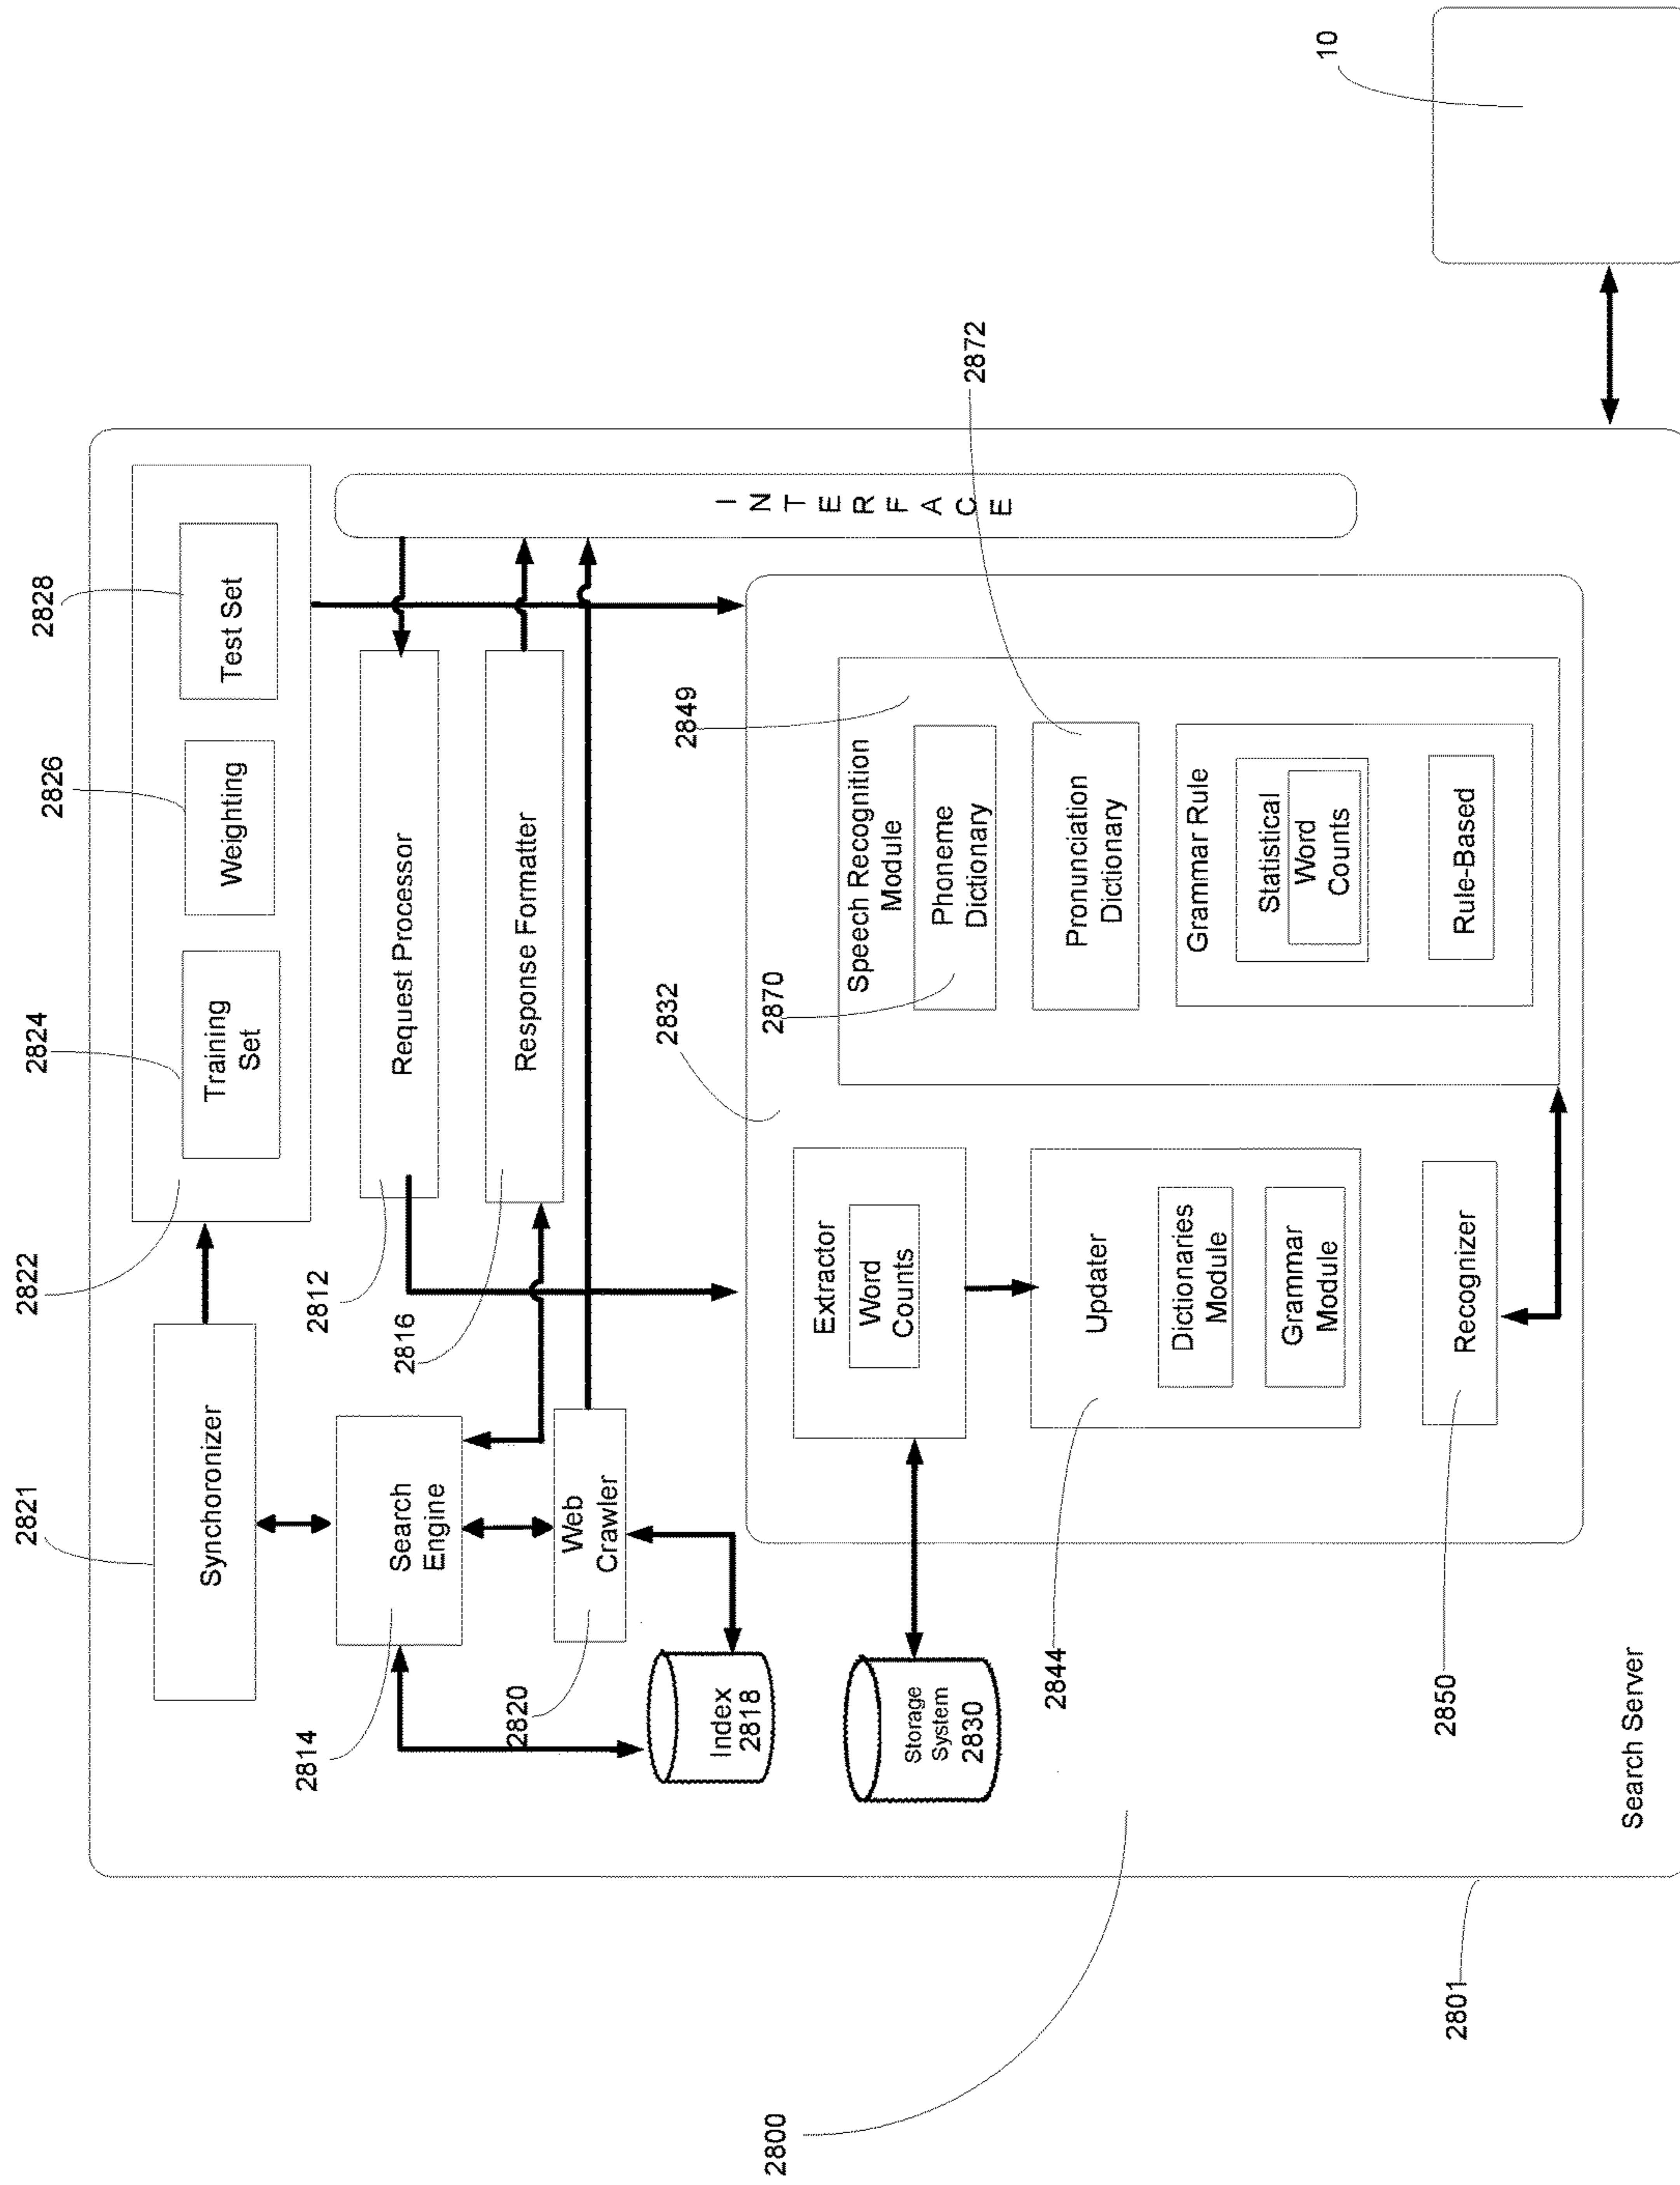 2821
Synchoronizer
2822
2824
Training
Set
2826
Weighting
2828
Test Set
2814
Search
Engine
2812
Request Processor
2816
Response Formatter
2820
Web
Crawler
Index
2818
INTERFACE
2832
Storage
System
2830
Extractor
Word
Counts
2844
Updater
Dictionaries
Module
Grammar
Module
2850
Recognizer
2849
Speech Recognition
Module
2870
Phoneme
Dictionary
2872
Pronunciation
Dictionary
Grammar Rule
Statistical
Word
Counts
Rule-Based
Search Server
2800
2801
10